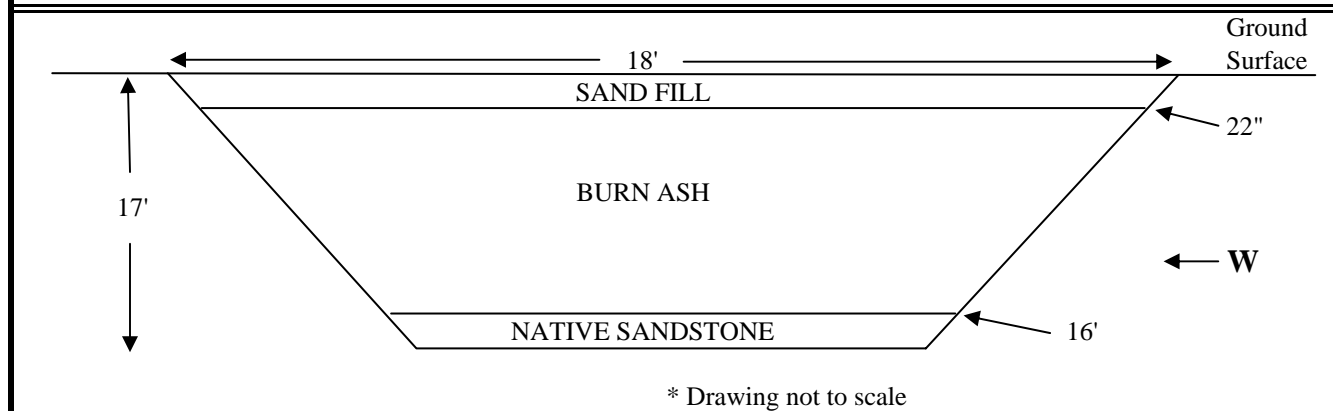 Ground
Surface
18'
SAND FILL
22"
BURN ASH
17'
W
NATIVE SANDSTONE
16'
* Drawing not to scale